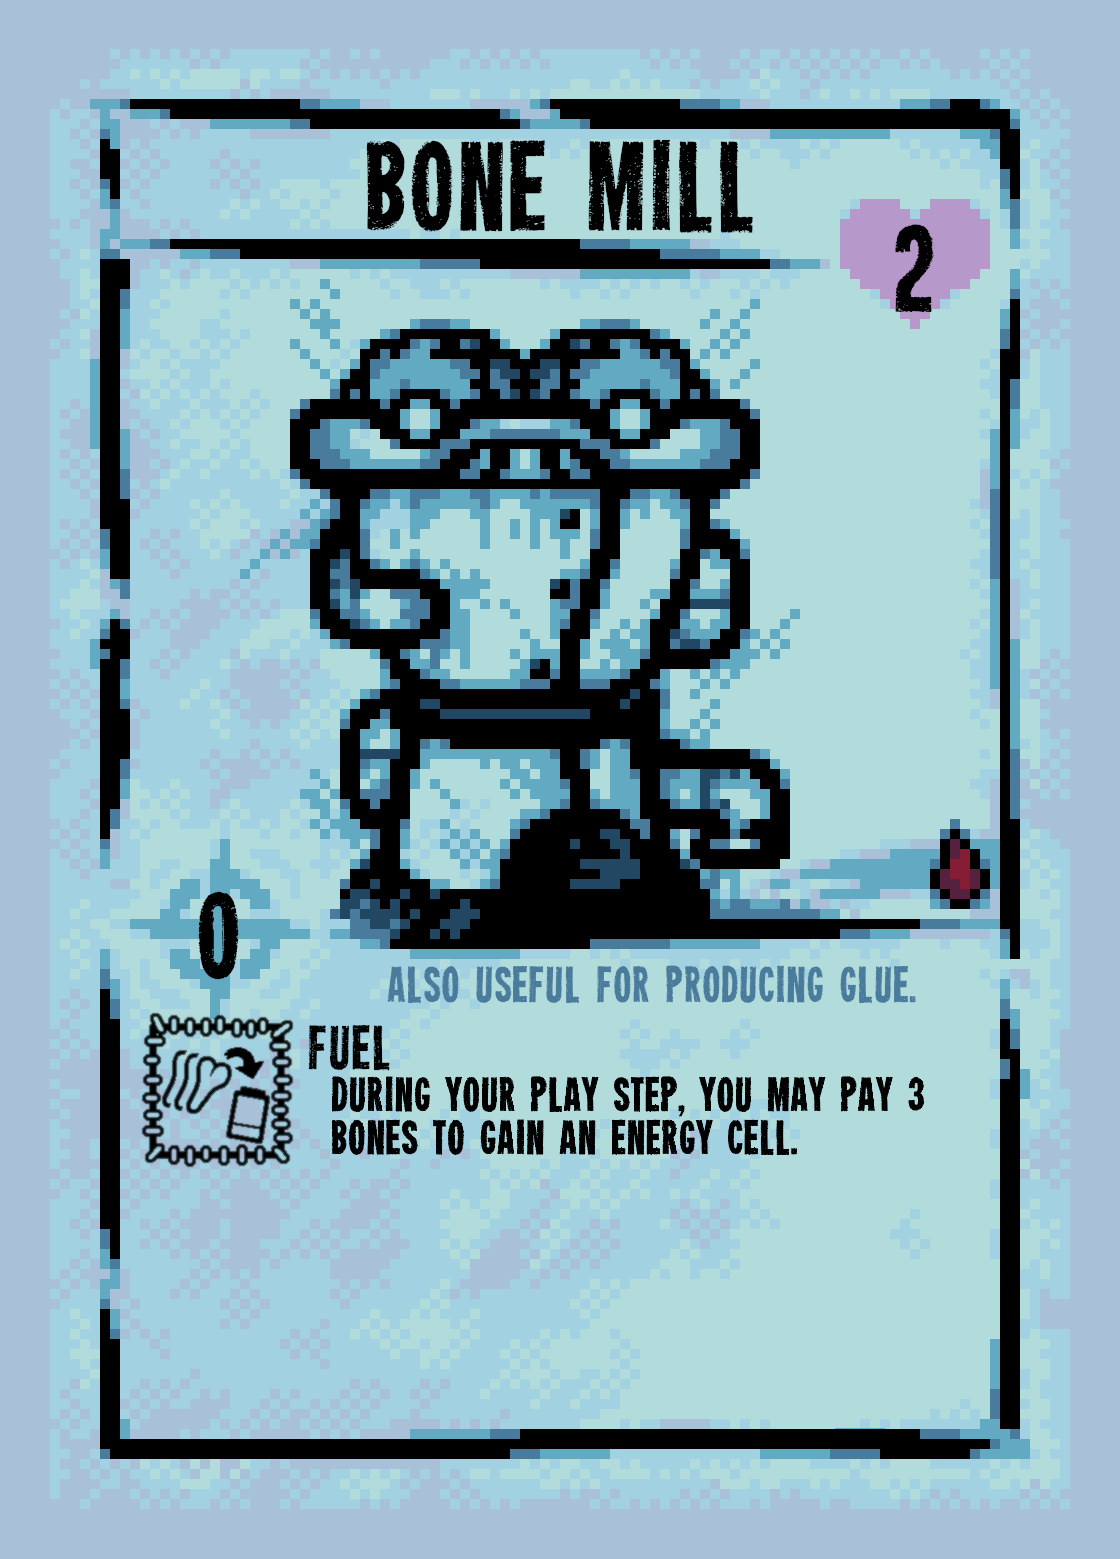 BONE MILL
2
0
ALSO USEFUL FOR PRODUCING GLUE.
FUEL
DURING YOUR PLAY STEP, YOU MAY PAY 3
BONES TO GAIN AN ENERGY CELL.